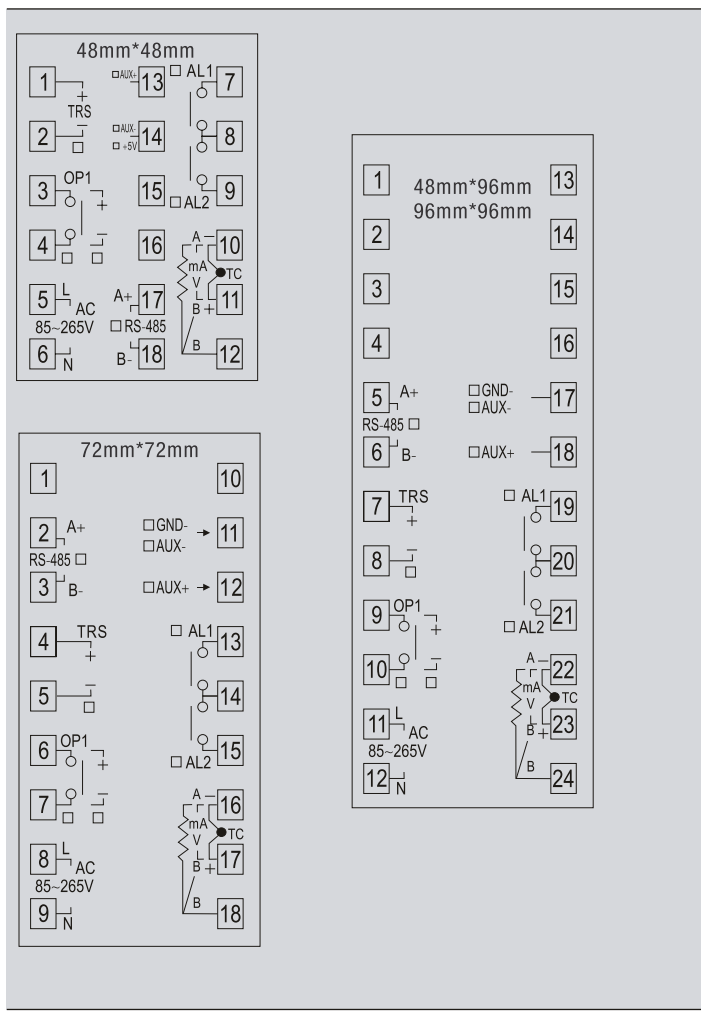 48mm*48mm
1 AUX+ 13 AL1 7
+
TRS
2 − AUX- 14 8
+5V
3 OP1 + 15 AL2 9
4 − 16 A − 10
mA
V TC
5 L AC A+ 17 B + 11
85~265V RS-485
6 N B- 18 B 12
72mm*72mm
1 10
2 A+ GND- 11
RS-485 AUX-
3 B- AUX+ 12
4 TRS + AL1 13
5 − 14
6 OP1 + AL2 15
7 − A − 16
mA
V TC
8 L AC B + 17
85~265V
9 N B 18
48mm*96mm
96mm*96mm
1 13
2 14
3 15
4 16
5 A+ GND- 17
RS-485 AUX-
6 B- AUX+ 18
7 TRS + AL1 19
8 − 20
9 OP1 + AL2 21
10 − A − 22
mA
V TC
11 L AC B + 23
85~265V
12 N B 24